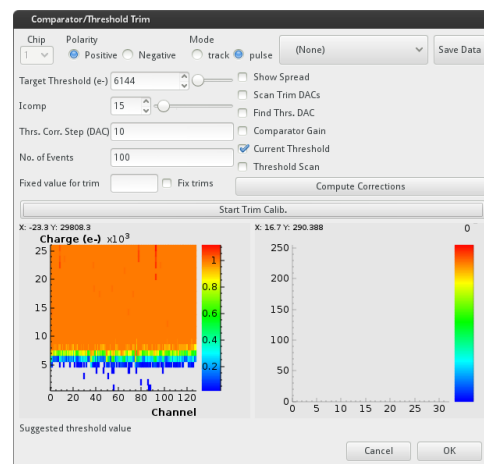 Comparator/Threshold Trim
Chip Polarity Mode
1 Positive Negative track pulse (None) Save Data
Target Threshold (e-) 6144 Show Spread
Scan Trim DACs
Icomp 15 Find Thrs. DAC
Thrs. Corr. Step (DAC) 10 Comparator Gain
Current Threshold
No. of Events 100 Threshold Scan
Fixed value for trim Fix trims Compute Corrections
Start Trim Calib.
X: -23.3 Y: 29808.3 X: 16.7 Y: 290.388 0
Charge (e-) x10³
25 1 250
20 0.8 200
15 0.6 150
10 0.4 100
5 0.2 50
0
0 20 40 60 80 100 120 0 5 10 15 20 25 30
Channel
Suggested threshold value
Cancel OK